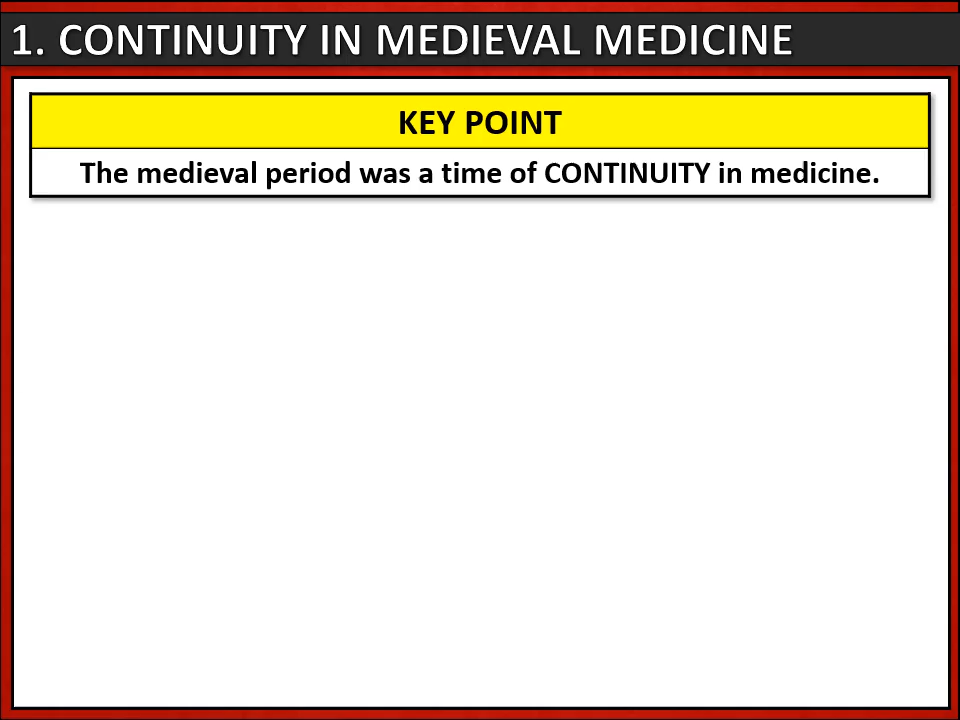 1. CONTINUITY IN MEDIEVAL MEDICINE
KEY POINT
The medieval period was a time of CONTINUITY in medicine.